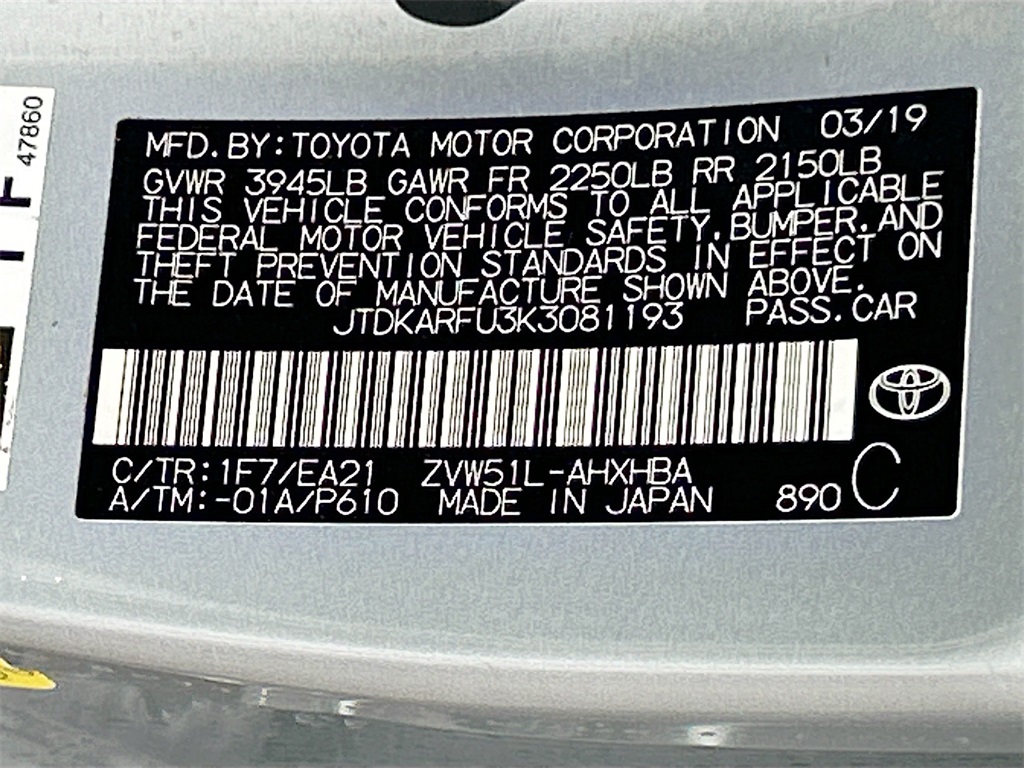 47860
MFD.BY:TOYOTA MOTOR CORPORATION 03/19
GVWR 3945LB GAWR FR 2250LB RR 2150LB
THIS VEHICLE CONFORMS TO ALL APPLICABLE
FEDERAL MOTOR VEHICLE SAFETY,BUMPER,AND
THEFT PREVENTION STANDARDS IN EFFECT ON
THE DATE OF MANUFACTURE SHOWN ABOVE.
JTDKARFU3K3081193 PASS.CAR
C/TR:1F7/EA21 ZVW51L-AHXHBA
A/TM:-01A/P610 MADE IN JAPAN 890 C